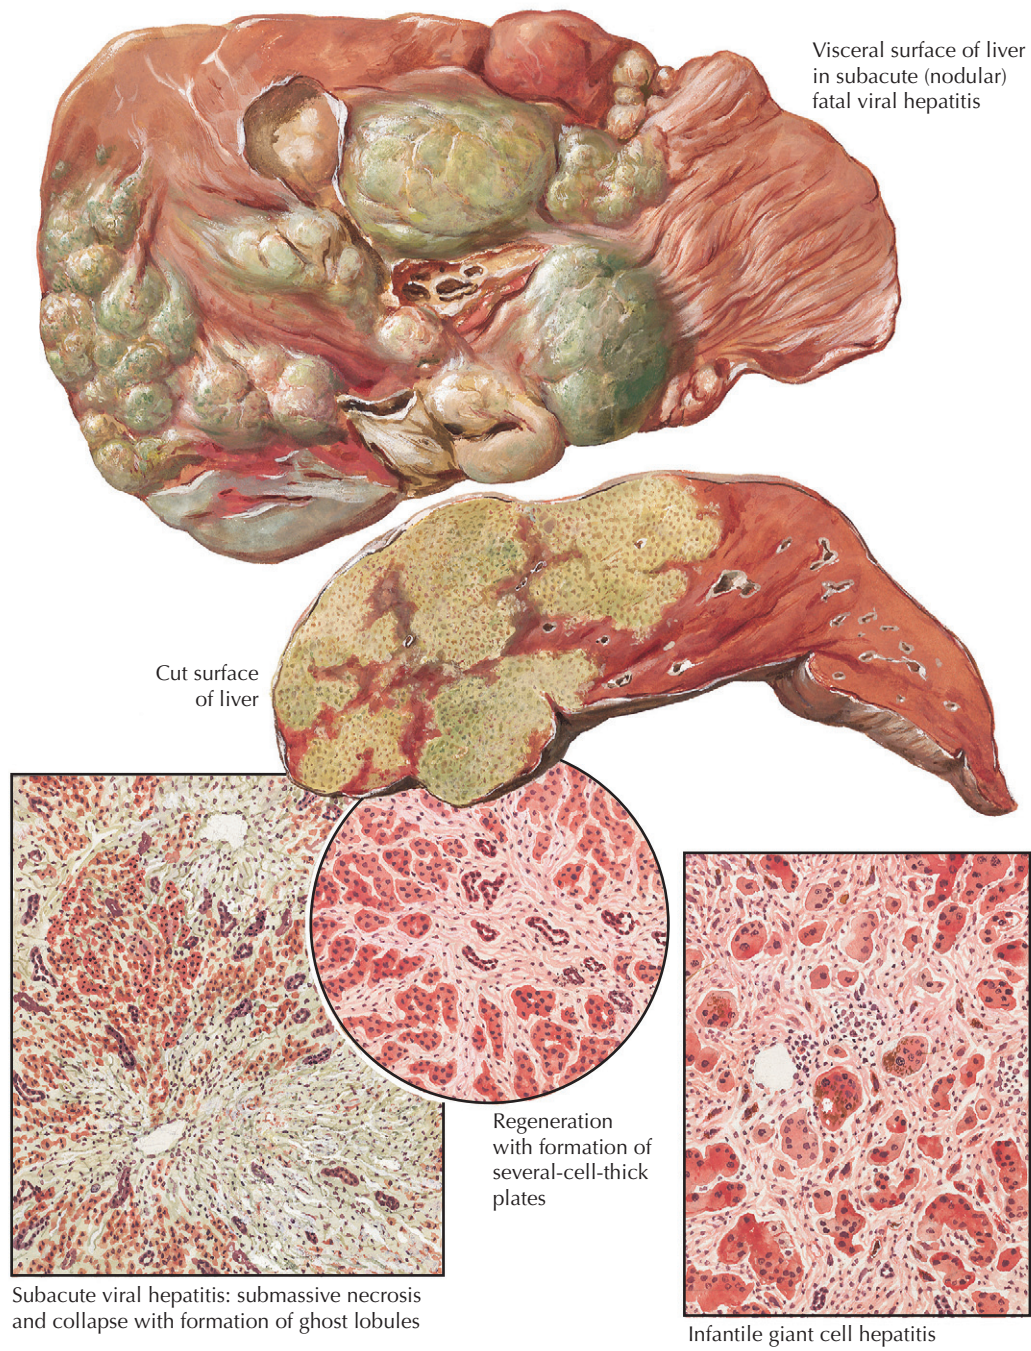 Visceral surface of liver
in subacute (nodular)
fatal viral hepatitis
Cut surface
of liver
Regeneration
with formation of
several-cell-thick
plates
Subacute viral hepatitis: submassive necrosis
and collapse with formation of ghost lobules
Infantile giant cell hepatitis